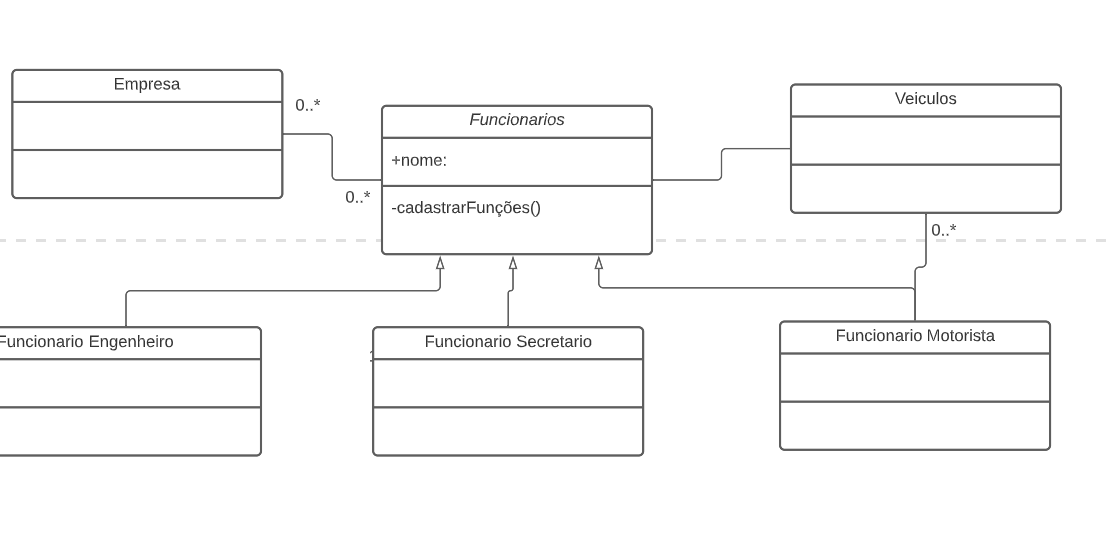 Empresa
0..*
Funcionarios
Veiculos
+nome:
0..*
-cadastrarFunções()
0..*
Funcionario Engenheiro
Funcionario Secretario
Funcionario Motorista